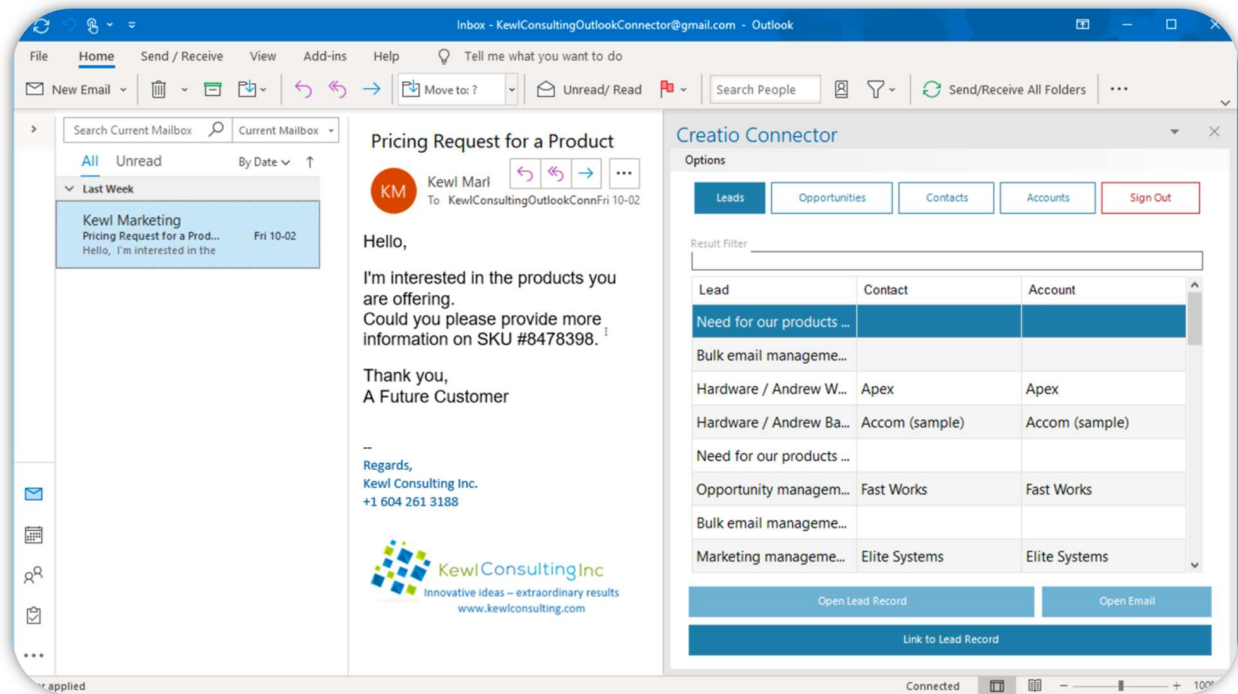 Inbox - KewlConsultingOutlookConnector@gmail.com - Outlook
File Home Send / Receive View Add-ins Help Tell me what you want to do
New Email Move to: ? Unread/ Read Search People Send/Receive All Folders
Search Current Mailbox Current Mailbox
All Unread By Date
Last Week
Kewl Marketing
Pricing Request for a Prod... Fri 10-02
Hello, I'm interested in the
Pricing Request for a Product
KM
Kewl Marl
To KewlConsultingOutlookConnFri 10-02
Hello,
I'm interested in the products you
are offering.
Could you please provide more
information on SKU #8478398.
Thank you,
A Future Customer
--
Regards,
Kewl Consulting Inc.
+1 604 261 3188
KewlConsultingInc
Innovative ideas – extraordinary results
www.kewlconsulting.com
Creatio Connector
Options
Leads Opportunities Contacts Accounts Sign Out
Result Filter
Lead Contact Account
Need for our products ...
Bulk email manageme...
Hardware / Andrew W... Apex Apex
Hardware / Andrew Ba... Accom (sample) Accom (sample)
Need for our products ...
Opportunity managem... Fast Works Fast Works
Bulk email manageme...
Marketing manageme... Elite Systems Elite Systems
Open Lead Record Open Email
Link to Lead Record
applied Connected